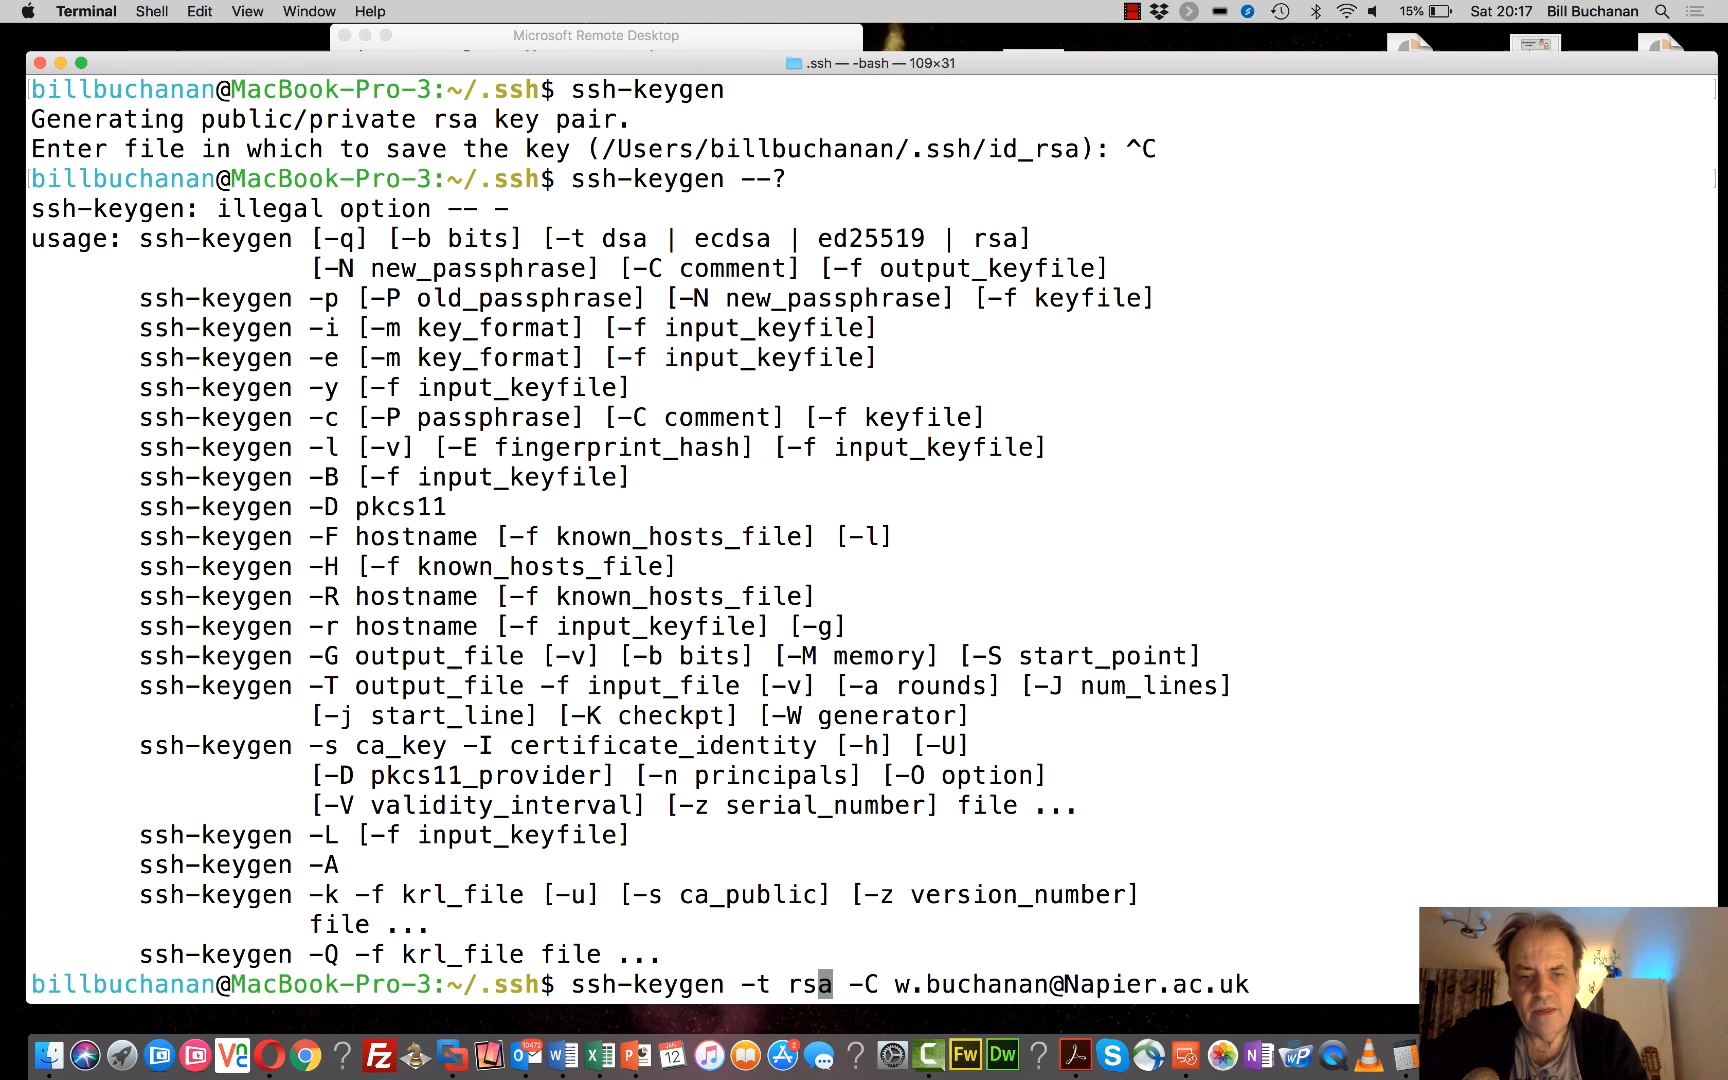 Terminal Shell Edit View Window Help 15% Sat 20:17 Bill Buchanan
Microsoft Remote Desktop
.ssh — -bash — 109×31
billbuchanan@MacBook-Pro-3:~/.ssh$ ssh-keygen
Generating public/private rsa key pair.
Enter file in which to save the key (/Users/billbuchanan/.ssh/id_rsa): ^C
billbuchanan@MacBook-Pro-3:~/.ssh$ ssh-keygen --?
ssh-keygen: illegal option -- -
usage: ssh-keygen [-q] [-b bits] [-t dsa | ecdsa | ed25519 | rsa]
[-N new_passphrase] [-C comment] [-f output_keyfile]
ssh-keygen -p [-P old_passphrase] [-N new_passphrase] [-f keyfile]
ssh-keygen -i [-m key_format] [-f input_keyfile]
ssh-keygen -e [-m key_format] [-f input_keyfile]
ssh-keygen -y [-f input_keyfile]
ssh-keygen -c [-P passphrase] [-C comment] [-f keyfile]
ssh-keygen -l [-v] [-E fingerprint_hash] [-f input_keyfile]
ssh-keygen -B [-f input_keyfile]
ssh-keygen -D pkcs11
ssh-keygen -F hostname [-f known_hosts_file] [-l]
ssh-keygen -H [-f known_hosts_file]
ssh-keygen -R hostname [-f known_hosts_file]
ssh-keygen -r hostname [-f input_keyfile] [-g]
ssh-keygen -G output_file [-v] [-b bits] [-M memory] [-S start_point]
ssh-keygen -T output_file -f input_file [-v] [-a rounds] [-J num_lines]
[-j start_line] [-K checkpt] [-W generator]
ssh-keygen -s ca_key -I certificate_identity [-h] [-U]
[-D pkcs11_provider] [-n principals] [-O option]
[-V validity_interval] [-z serial_number] file ...
ssh-keygen -L [-f input_keyfile]
ssh-keygen -A
ssh-keygen -k -f krl_file [-u] [-s ca_public] [-z version_number]
file ...
ssh-keygen -Q -f krl_file file ...
billbuchanan@MacBook-Pro-3:~/.ssh$ ssh-keygen -t rsa -C w.buchanan@Napier.ac.uk